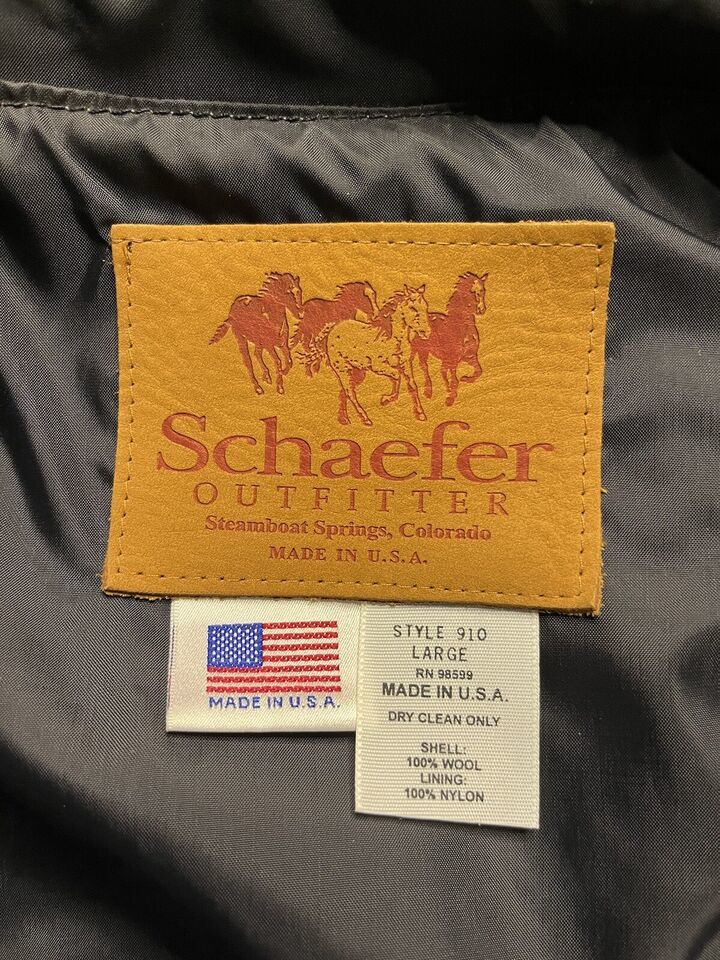 Schaefer
OUTFITTER
Steamboat Springs, Colorado
MADE IN U.S.A.
MADE IN U.S.A.
STYLE 910
LARGE
RN 98599
MADE IN U.S.A.
DRY CLEAN ONLY
SHELL:
100% WOOL
LINING:
100% NYLON